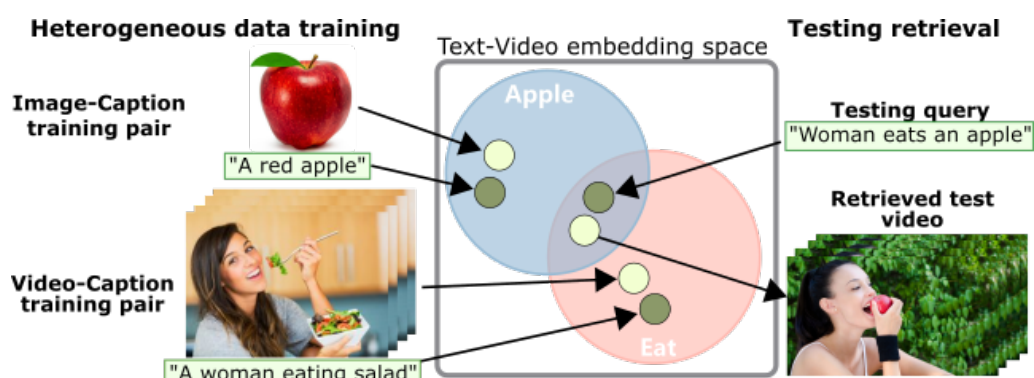 Heterogeneous data training
Text-Video embedding space
Testing retrieval
Image-Caption
training pair
Apple
Testing query
"Woman eats an apple"
"A red apple"
Retrieved test
video
Video-Caption
training pair
Eat
"A woman eating salad"